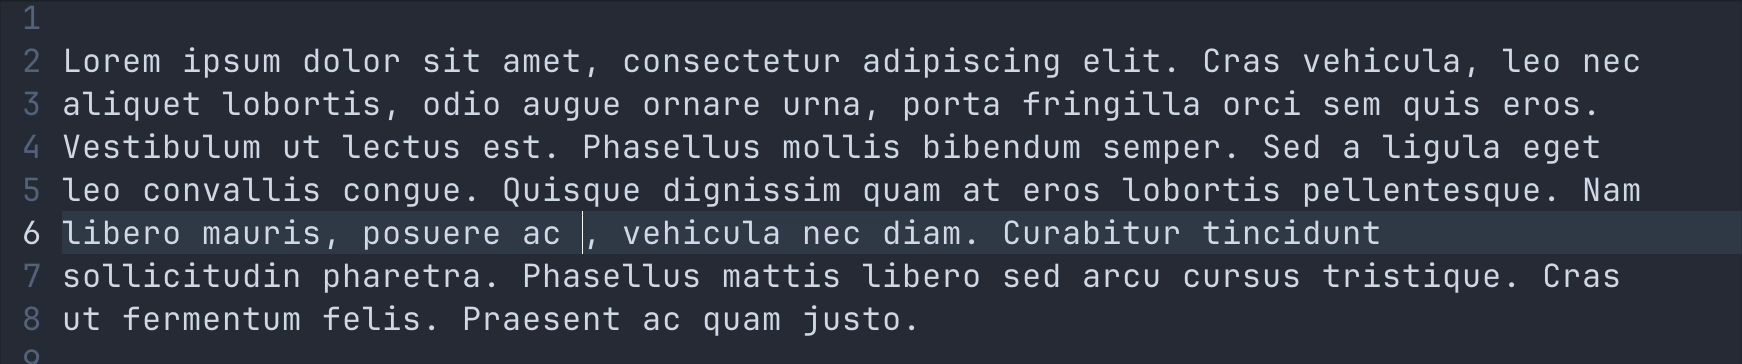 1
2 Lorem ipsum dolor sit amet, consectetur adipiscing elit. Cras vehicula, leo nec
3 aliquet lobortis, odio augue ornare urna, porta fringilla orci sem quis eros.
4 Vestibulum ut lectus est. Phasellus mollis bibendum semper. Sed a ligula eget
5 leo convallis congue. Quisque dignissim quam at eros lobortis pellentesque. Nam
6 libero mauris, posuere ac , vehicula nec diam. Curabitur tincidunt
7 sollicitudin pharetra. Phasellus mattis libero sed arcu cursus tristique. Cras
8 ut fermentum felis. Praesent ac quam justo.
9